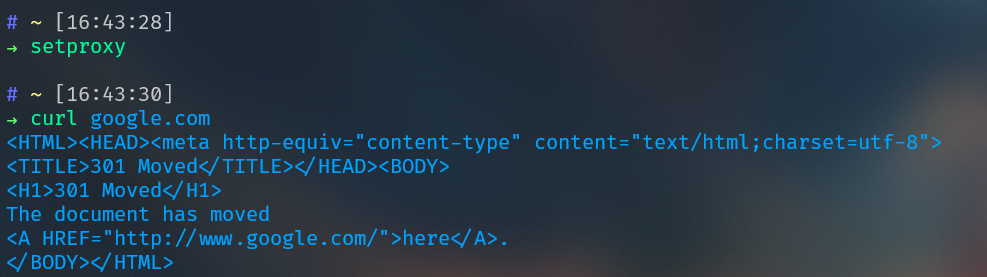 # ~ [16:43:28]
→ setproxy
# ~ [16:43:30]
→ curl google.com
<HTML><HEAD><meta http-equiv="content-type" content="text/html;charset=utf-8">
<TITLE>301 Moved</TITLE></HEAD><BODY>
<H1>301 Moved</H1>
The document has moved
<A HREF="http://www.google.com/">here</A>.
</BODY></HTML>